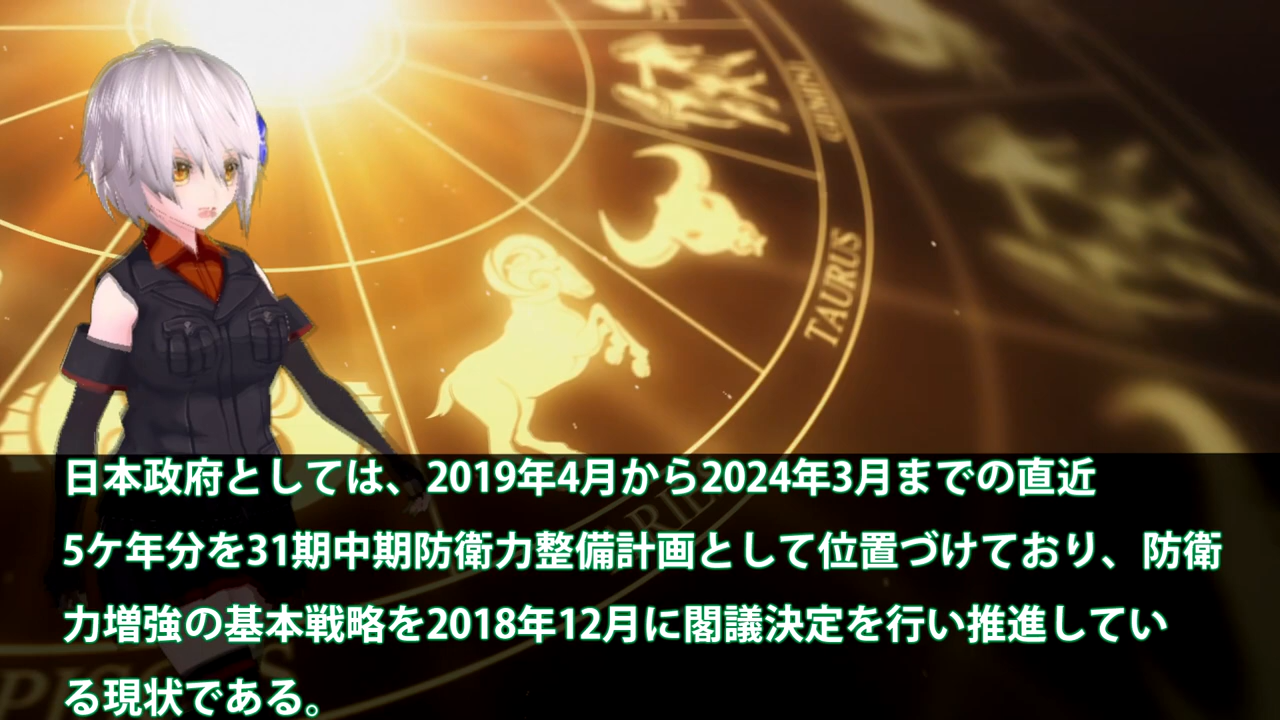 GEMINI
TAURUS
日本政府としては、2019年4月から2024年3月までの直近
5ケ年分を31期中期防衛力整備計画として位置づけており、防衛
力増強の基本戦略を2018年12月に閣議決定を行い推進してい
る現状である。